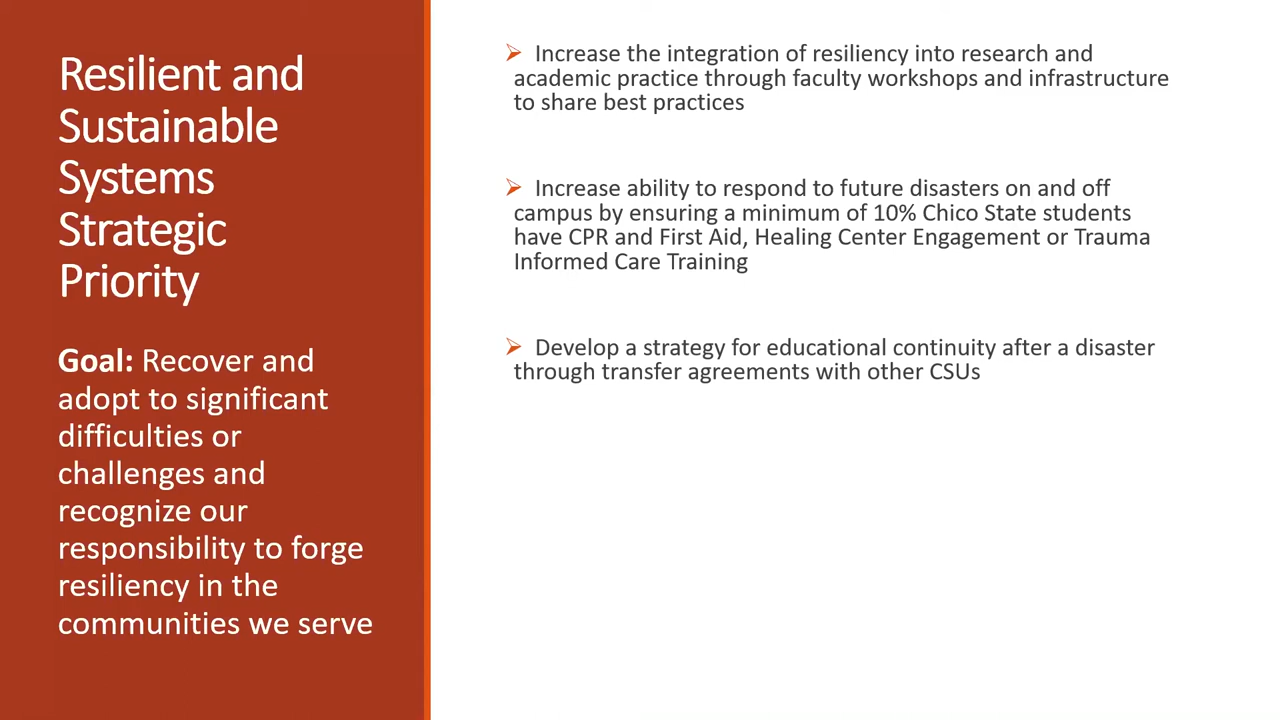 Resilient and
Sustainable
Systems
Strategic
Priority
Goal: Recover and
adopt to significant
difficulties or
challenges and
recognize our
responsibility to forge
resiliency in the
communities we serve
➢ Increase the integration of resiliency into research and
academic practice through faculty workshops and infrastructure
to share best practices
➢ Increase ability to respond to future disasters on and off
campus by ensuring a minimum of 10% Chico State students
have CPR and First Aid, Healing Center Engagement or Trauma
Informed Care Training
➢ Develop a strategy for educational continuity after a disaster
through transfer agreements with other CSUs